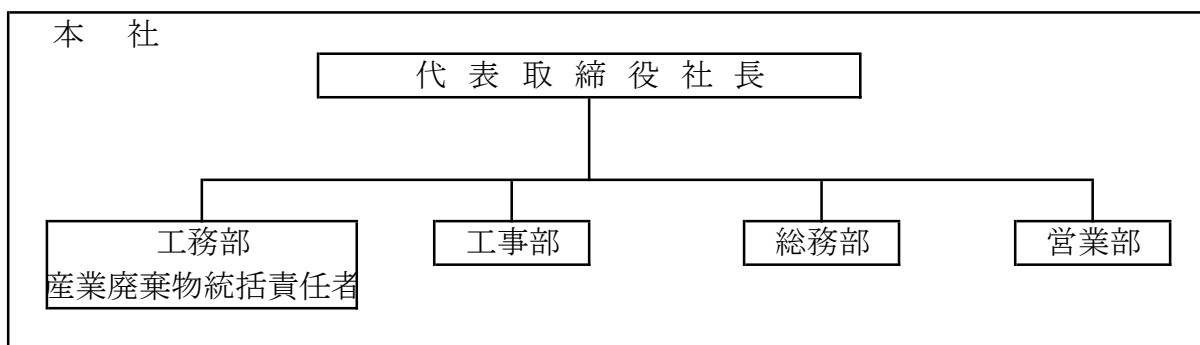 本 社
代 表 取 締 役 社 長
工務部
産業廃棄物統括責任者
工事部
総務部
営業部